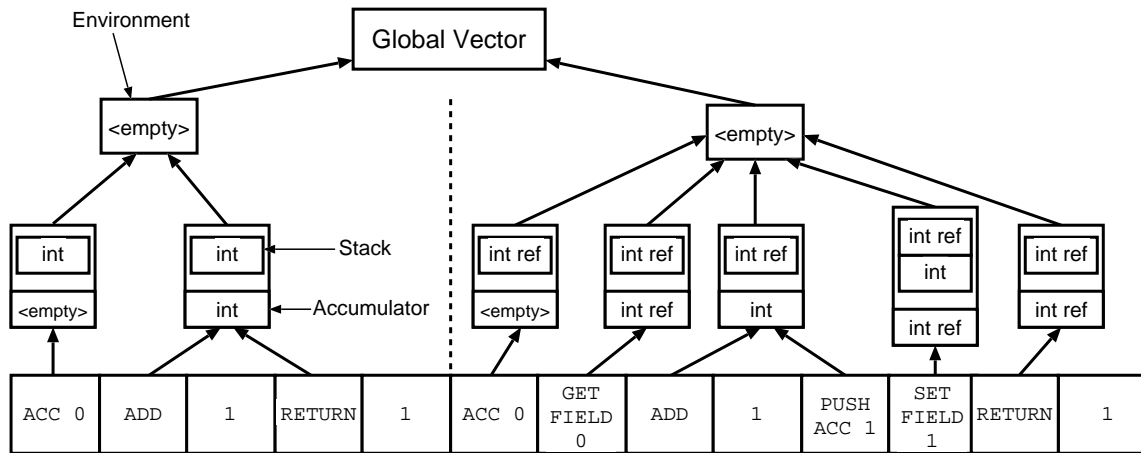 Environment
Global Vector
<empty>
<empty>
int
int
Stack
int ref
int ref
int ref
int ref
int
int ref
<empty>
int
Accumulator
<empty>
int ref
int
int ref
int ref
ACC 0
ADD
1
RETURN
1
ACC 0
GET
FIELD
0
ADD
1
PUSH
ACC 1
SET
FIELD
1
RETURN
1